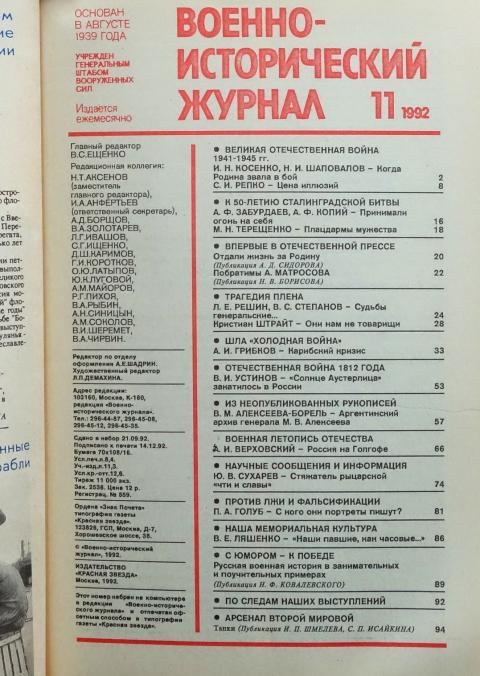 ОСНОВАН
В АВГУСТЕ
1939 ГОДА
УЧРЕЖДЕН
ГЕНЕРАЛЬНЫМ
ШТАБОМ
ВООРУЖЕННЫХ
СИЛ
Издается
ежемесячно
ВОЕННО-
ИСТОРИЧЕСКИЙ
ЖУРНАЛ 11 1992
Главный редактор
В.С.ЕЩЕНКО
Редакционная коллегия:
Н.Т.АКСЕНОВ
(заместитель
главного редактора),
И.А.АНФЕРТЬЕВ
(ответственный секретарь),
А.Д.БОРЩОВ,
В.А.ЗОЛОТАРЕВ,
Л.Г.ИВАШОВ,
С.Г.ИЩЕНКО,
Д.Ш.КАРИМОВ,
Г.И.КОРОТКОВ,
О.Ю.ЛАТЫПОВ,
Ю.К.ЛУГОВОЙ,
А.М.МАЙОРОВ,
Р.Г.ПИХОЯ,
В.А.РЫБИН,
А.Н.СИНИЦЫН,
А.М.СОКОЛОВ,
В.И.ШЕРЕМЕТ,
В.А.ЧИРВИН.
Редактор по отделу
оформления А.Е.ШАДРИН.
Художественный редактор
Л.П.ДЕМАХИНА.
Адрес редакции:
103160, Москва, К-160,
редакция «Военно-
исторического журнала».
Тел.: 296-44-87, 296-45-28,
296-45-12, 296-45-35.
Сдано в набор 21.09.92.
Подписано к печати 14.12.92.
Бумага 70х108/16.
Усл.печ.л.8,4.
Уч.-изд.л.11,3.
Усл.кр.-отт.12,6.
Тираж 11 000 экз.
Зак. 2538. Цена 12 р.
Регистрац. № 559.
Ордена «Знак Почета»
типография газеты
«Красная звезда».
123826, ГСП, Москва, Д-7,
Хорошевское шоссе, 38.
© «Военно-исторический
журнал», 1992.
ИЗДАТЕЛЬСТВО
«КРАСНАЯ ЗВЕЗДА»
Москва, 1992.
Этот номер набран на компьютере
в редакции «Военно-историчес-
кого журнала» и отпечатан оф-
сетным способом в типографии
газеты «Красная звезда».
● ВЕЛИКАЯ ОТЕЧЕСТВЕННАЯ ВОЙНА
1941-1945 гг.
И. Н. КОСЕНКО, Н. И. ШАПОВАЛОВ – Когда
Родина звала в бой 2
С. И. РЕПКО – Цена иллюзий 8
● К 50-ЛЕТИЮ СТАЛИНГРАДСКОЙ БИТВЫ
А. Ф. ЗАБУРДАЕВ, А. Ф. КОПИЙ – Принимали
огонь на себя 16
М. Н. ТЕРЕЩЕНКО – Плацдармы мужества 18
● ВПЕРВЫЕ В ОТЕЧЕСТВЕННОЙ ПРЕССЕ
Отдали жизнь за Родину 20
(Публикация А. Д. СИДОРОВА)
Побратимы А. МАТРОСОВА 22
(Публикация Н. В. БОРИСОВА)
● ТРАГЕДИЯ ПЛЕНА
Л. Е. РЕШИН, В. С. СТЕПАНОВ – Судьбы
генеральские... 24
Кристиан ШТРАЙТ – Они нам не товарищи 28
● ШЛА «ХОЛОДНАЯ ВОЙНА»
А. И. ГРИБКОВ – Карибский кризис 33
● ОТЕЧЕСТВЕННАЯ ВОЙНА 1812 ГОДА
В. И. УСТИНОВ – «Солнце Аустерлица»
закатилось в России 53
● ИЗ НЕОПУБЛИКОВАННЫХ РУКОПИСЕЙ
В. М. АЛЕКСЕЕВА-БОРЕЛЬ – Аргентинский
архив генерала М. В. Алексеева 57
ВОЕННАЯ ЛЕТОПИСЬ ОТЕЧЕСТВА
А. И. ВЕРХОВСКИЙ – Россия на Голгофе 66
● НАУЧНЫЕ СООБЩЕНИЯ И ИНФОРМАЦИЯ
Ю. В. СУХАРЕВ – Стяжатель рыцарской
«чти и славы» 74
● ПРОТИВ ЛЖИ И ФАЛЬСИФИКАЦИИ
П. А. ГОЛУБ – С кого они портреты пишут? 81
● НАША МЕМОРИАЛЬНАЯ КУЛЬТУРА
В. Е. ЛЯШЕНКО – «Наши павшие, как часовые...» 86
● С ЮМОРОМ – К ПОБЕДЕ
Русская военная история в занимательных
и поучительных примерах
(Публикация Н. Ф. КОВАЛЕВСКОГО) 89
● ПО СЛЕДАМ НАШИХ ВЫСТУПЛЕНИЙ 92
● АРСЕНАЛ ВТОРОЙ МИРОВОЙ
Танки (Публикация И. П. ШМЕЛЕВА, С. П. ИСАЙКИНА) 94